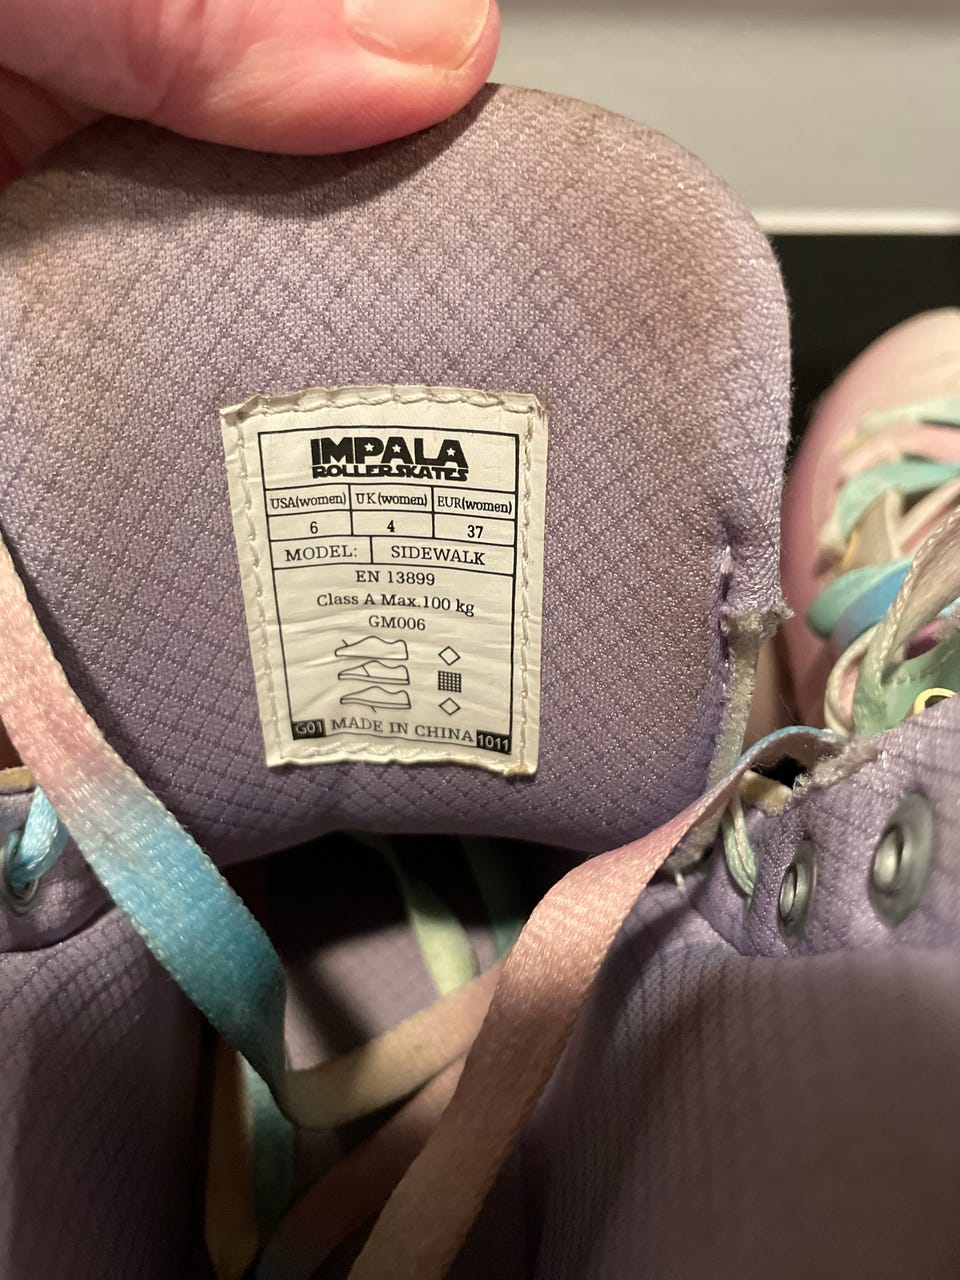 IMPALA
ROLLERSKATES
USA(women) UK(women) EUR(women)
6 4 37
MODEL: SIDEWALK
EN 13899
Class A Max.100 kg
GM006
G01 MADE IN CHINA 1011